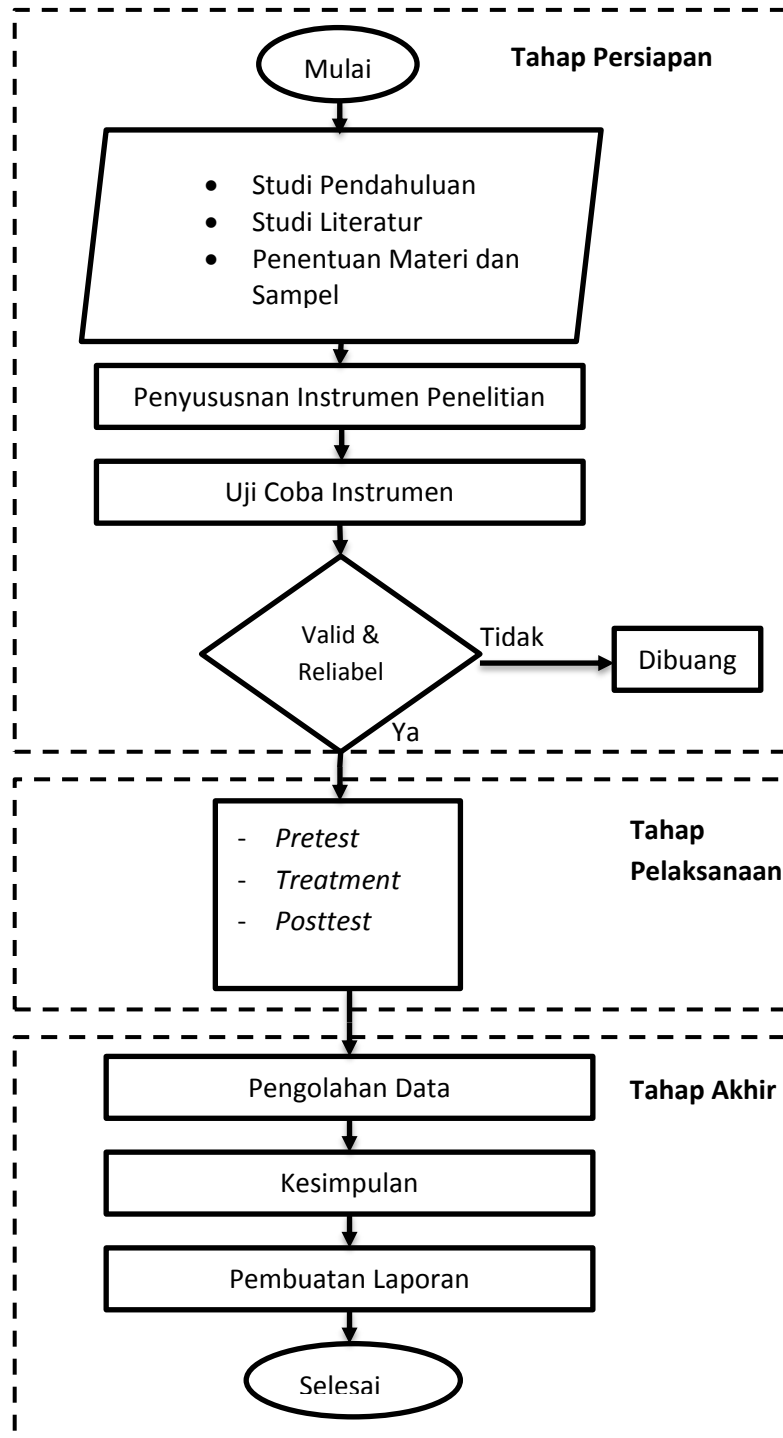 Mulai
Tahap Persiapan
• Studi Pendahuluan
• Studi Literatur
• Penentuan Materi dan
Sampel
Penyususnan Instrumen Penelitian
Uji Coba Instrumen
Valid &
Reliabel
Tidak
Dibuang
Ya
- Pretest
- Treatment
- Posttest
Tahap
Pelaksanaan
Pengolahan Data
Tahap Akhir
Kesimpulan
Pembuatan Laporan
Selesai